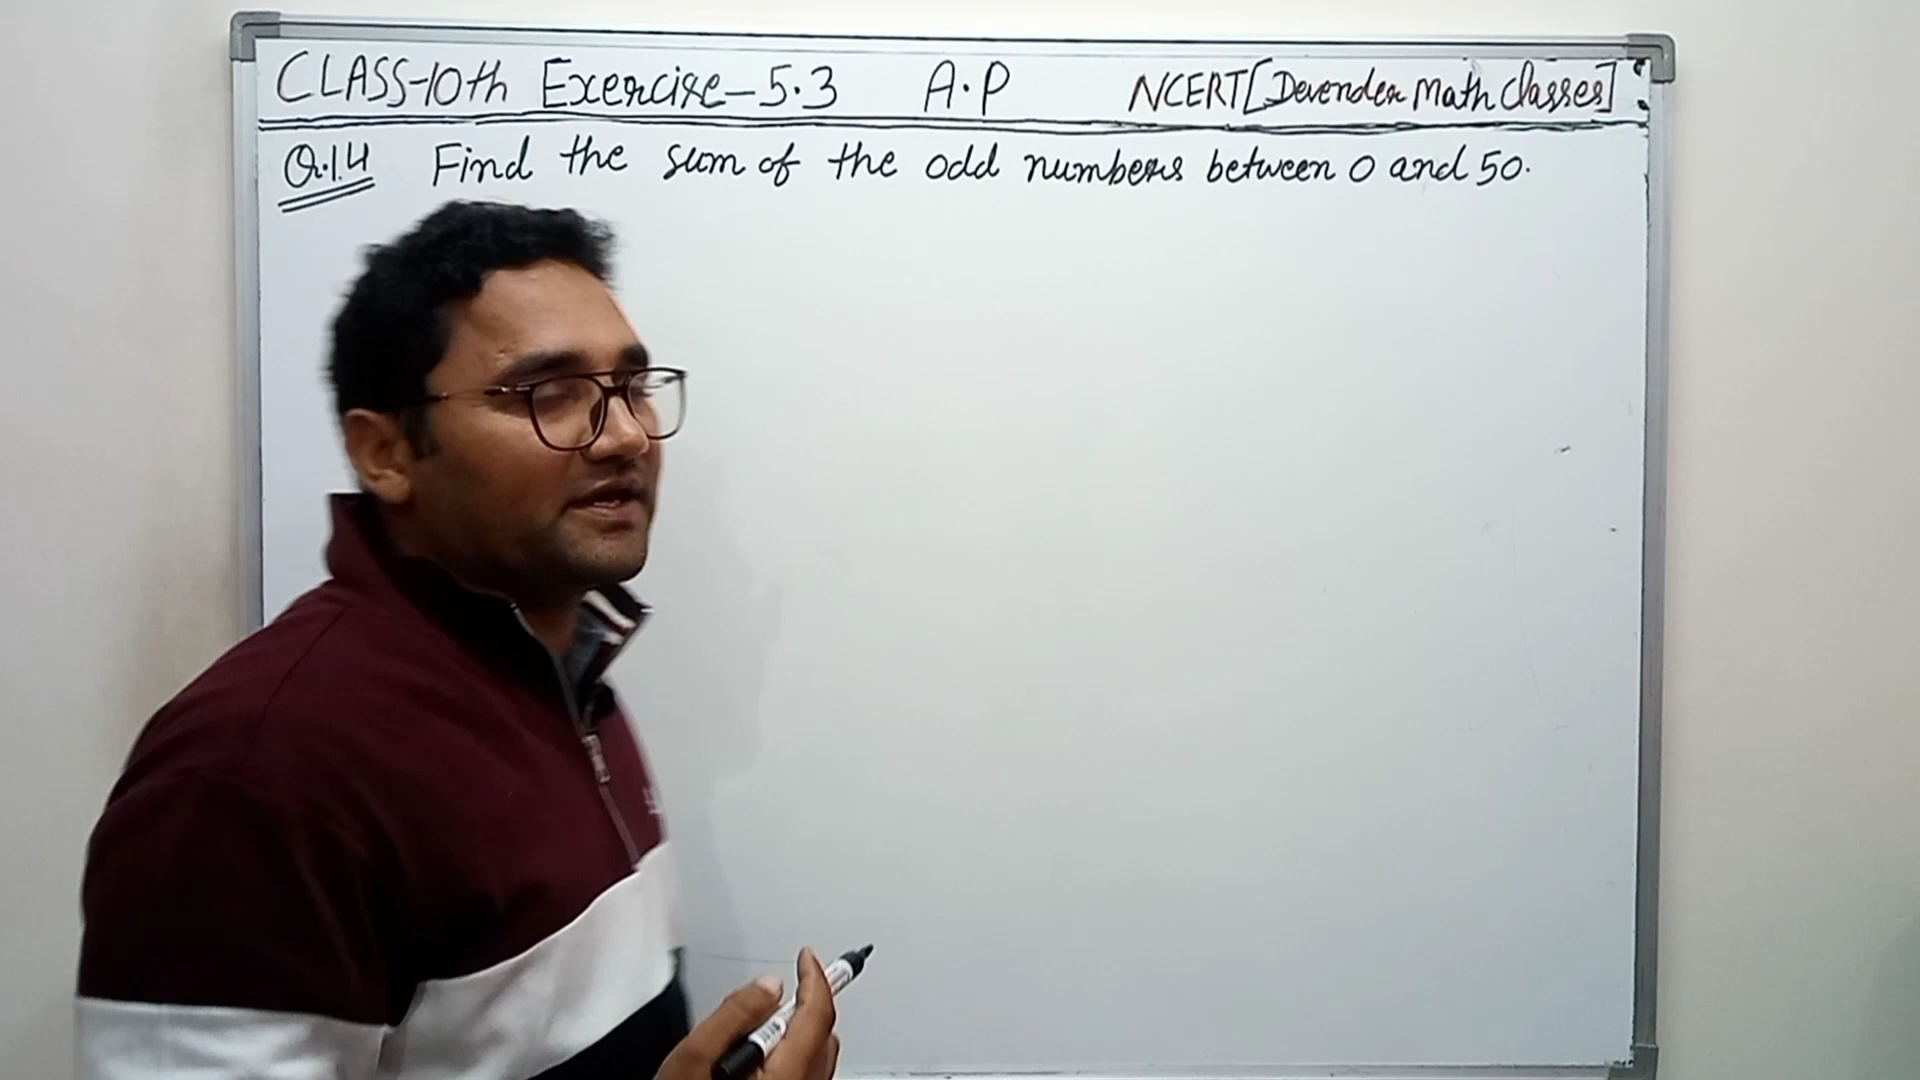 CLASS-10th Exercise-5.3 A.P NCERT[Devender Math Classes]
Q.14 Find the sum of the odd numbers between 0 and 50.